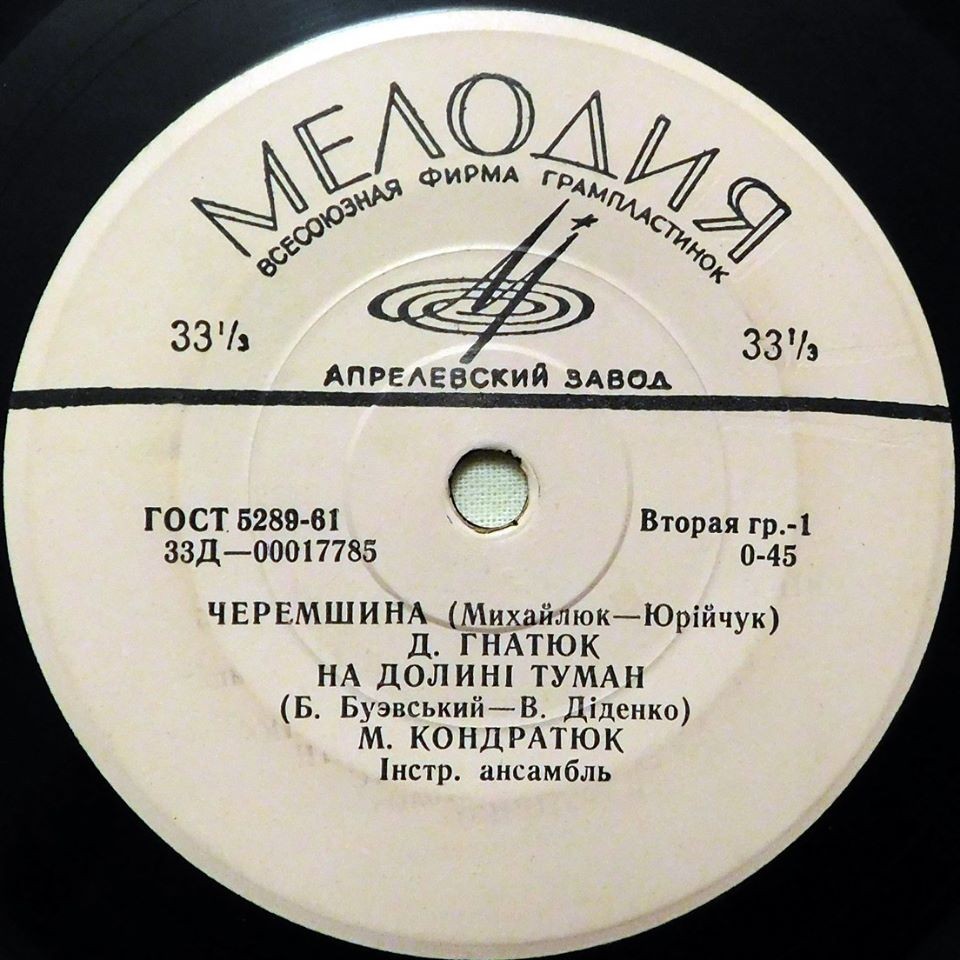 МЕЛОДИЯ
ВСЕСОЮЗНАЯ ФИРМА ГРАМПЛАСТИНОК
33⅓ 33⅓
АПРЕЛЕВСКИЙ ЗАВОД
ГОСТ 5289-61 Вторая гр.-1
33Д—00017785 0-45
ЧЕРЕМШИНА (Михайлюк—Юрійчук)
Д. ГНАТЮК
НА ДОЛИНІ ТУМАН
(Б. Буэвський—В. Діденко)
М. КОНДРАТЮК
Інстр. ансамбль